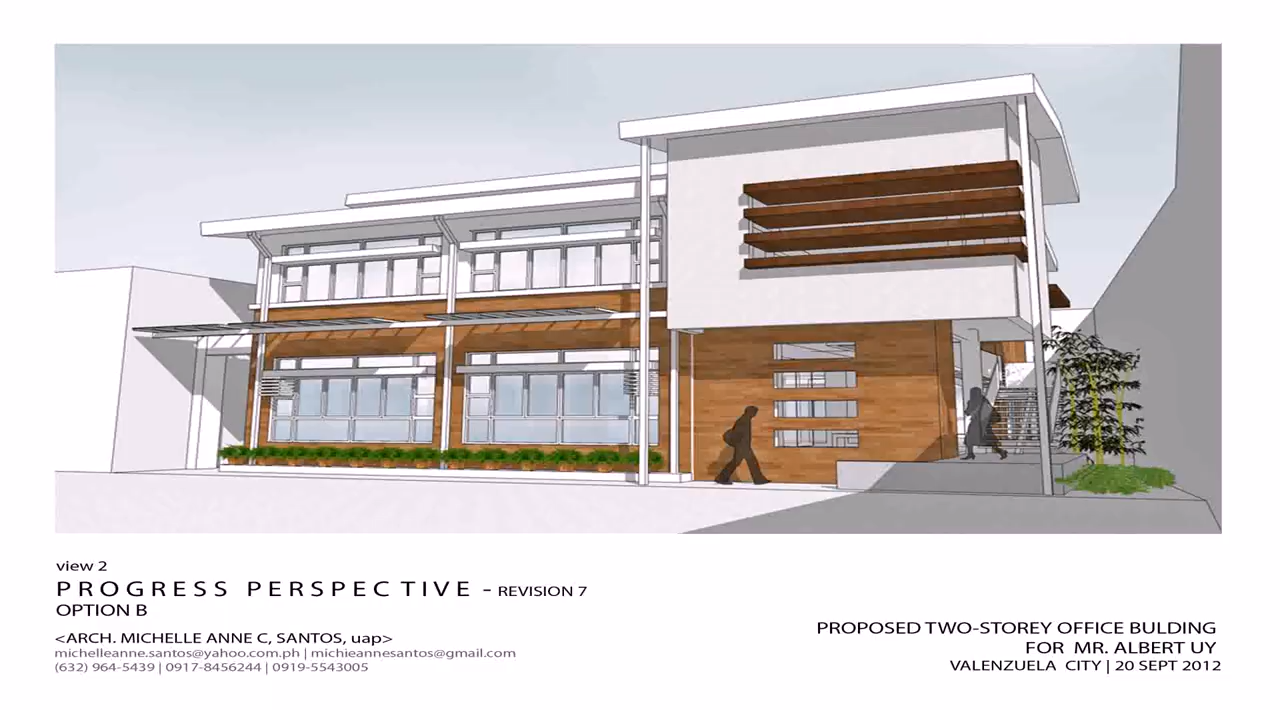 view 2
PROGRESS PERSPECTIVE - REVISION 7
OPTION B
<ARCH. MICHELLE ANNE C, SANTOS, uap>
michelleanne.santos@yahoo.com.ph | michieannesantos@gmail.com
(632) 964-5439 | 0917-8456244 | 0919-5543005
PROPOSED TWO-STOREY OFFICE BULDING
FOR MR. ALBERT UY
VALENZUELA CITY | 20 SEPT 2012